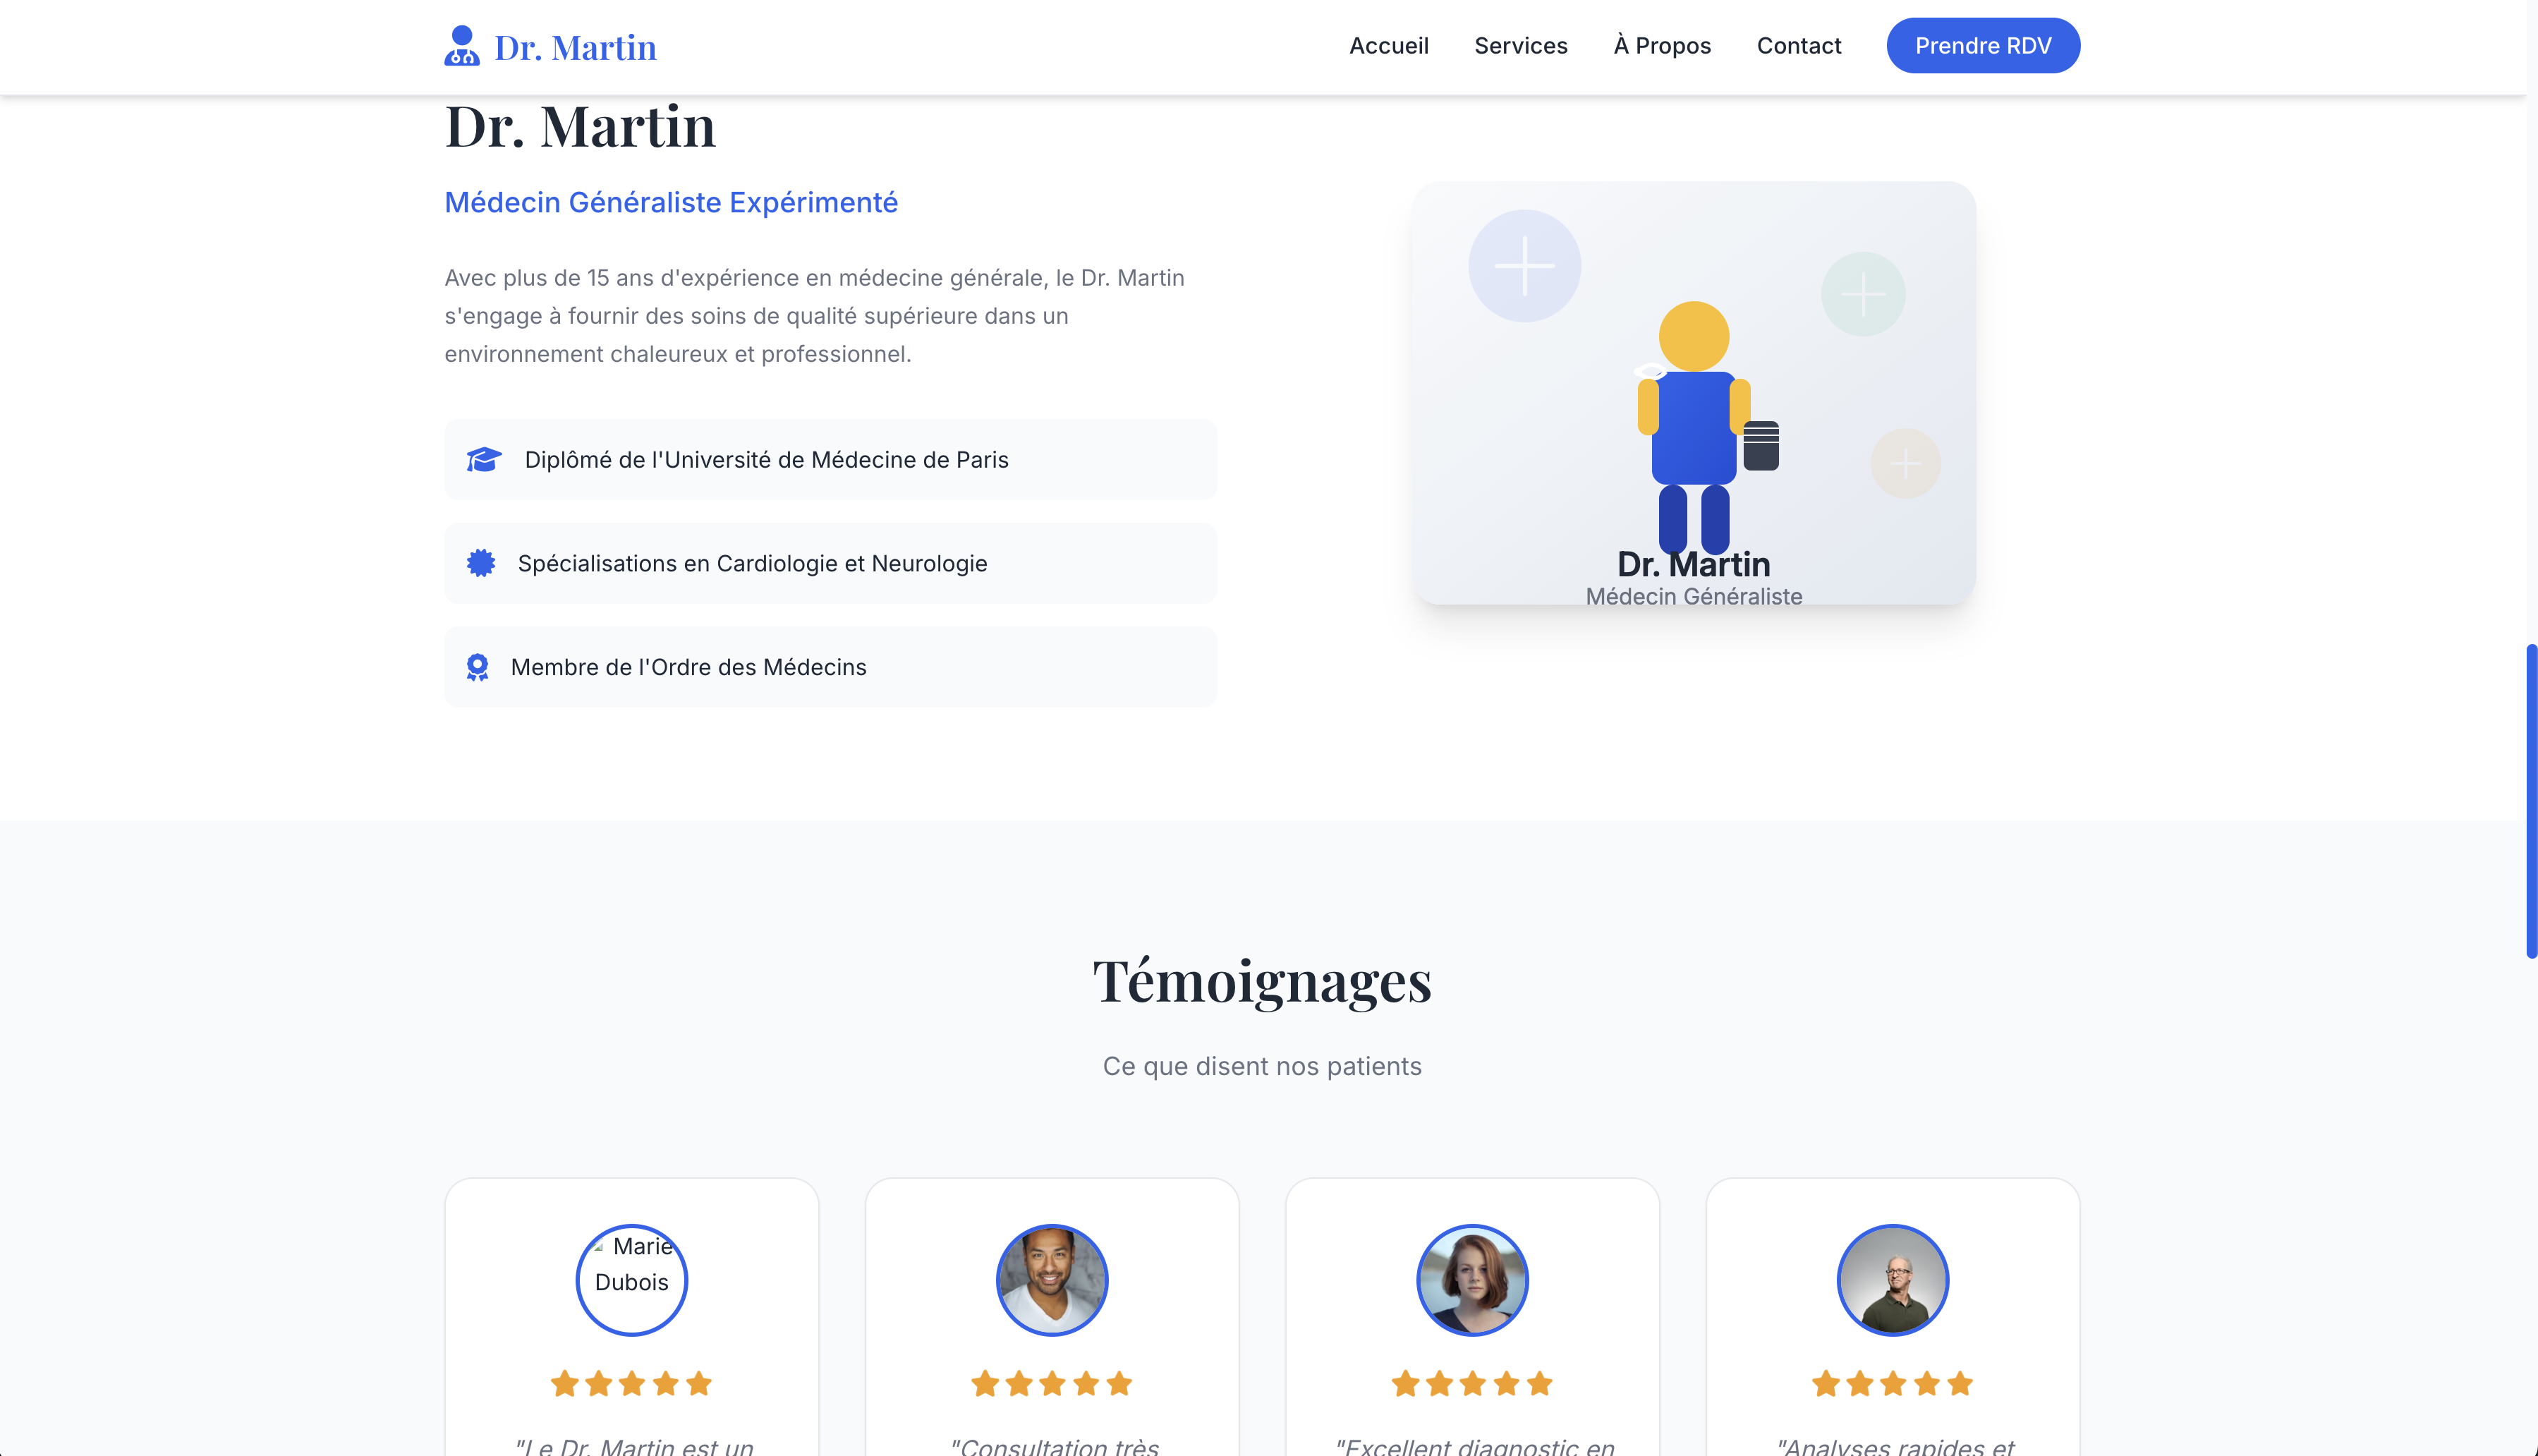 Dr. Martin
Accueil
Services
À Propos
Contact
Prendre RDV
Dr. Martin
Médecin Généraliste Expérimenté
Avec plus de 15 ans d'expérience en médecine générale, le Dr. Martin
s'engage à fournir des soins de qualité supérieure dans un
environnement chaleureux et professionnel.
Diplômé de l'Université de Médecine de Paris
Spécialisations en Cardiologie et Neurologie
Membre de l'Ordre des Médecins
Dr. Martin
Médecin Généraliste
Témoignages
Ce que disent nos patients
Marie
Dubois
"Le Dr. Martin est un
"Consultation très
"Excellent diagnostic en
"Analyses rapides et